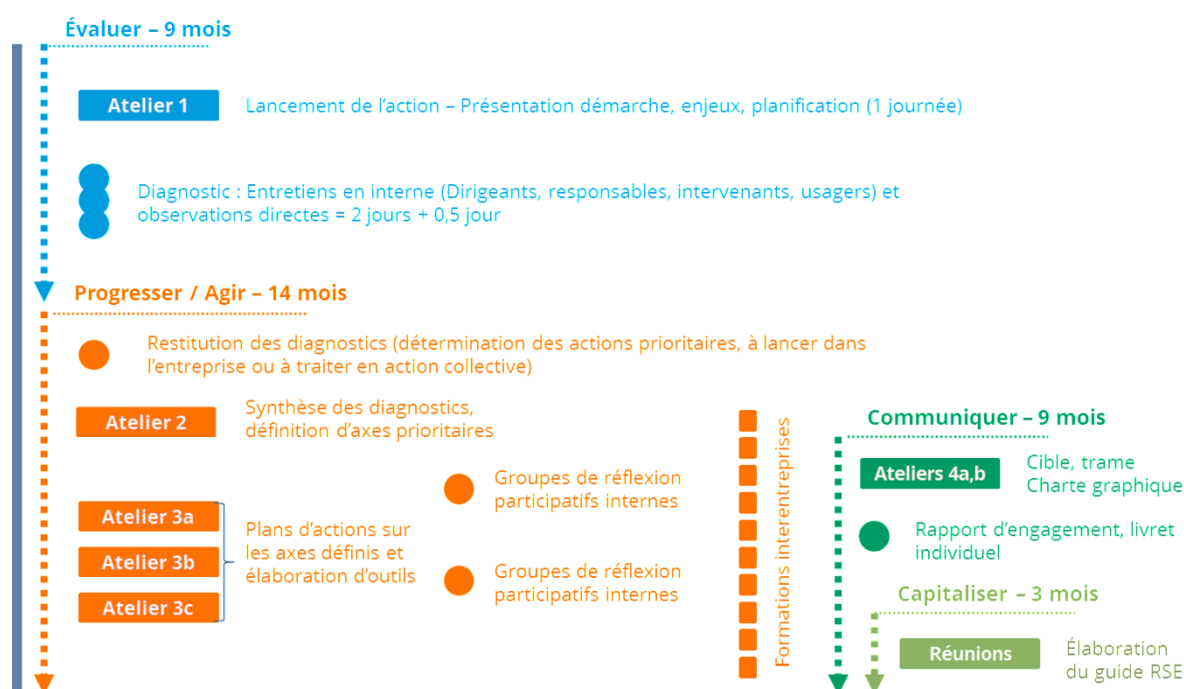 Évaluer – 9 mois
Atelier 1
Lancement de l'action – Présentation démarche, enjeux, planification (1 journée)
Diagnostic : Entretiens en interne (Dirigeants, responsables, intervenants, usagers) et
observations directes = 2 jours + 0,5 jour
Progresser / Agir – 14 mois
Restitution des diagnostics (détermination des actions prioritaires, à lancer dans
l'entreprise ou à traiter en action collective)
Atelier 2
Synthèse des diagnostics,
définition d'axes prioritaires
Atelier 3a
Atelier 3b
Atelier 3c
Plans d'actions sur
les axes définis et
élaboration d'outils
Groupes de réflexion
participatifs internes
Groupes de réflexion
participatifs internes
Formations interentreprises
Communiquer – 9 mois
Ateliers 4a,b
Cible, trame
Charte graphique
Rapport d'engagement, livret
individuel
Capitaliser – 3 mois
Réunions
Élaboration
du guide RSE